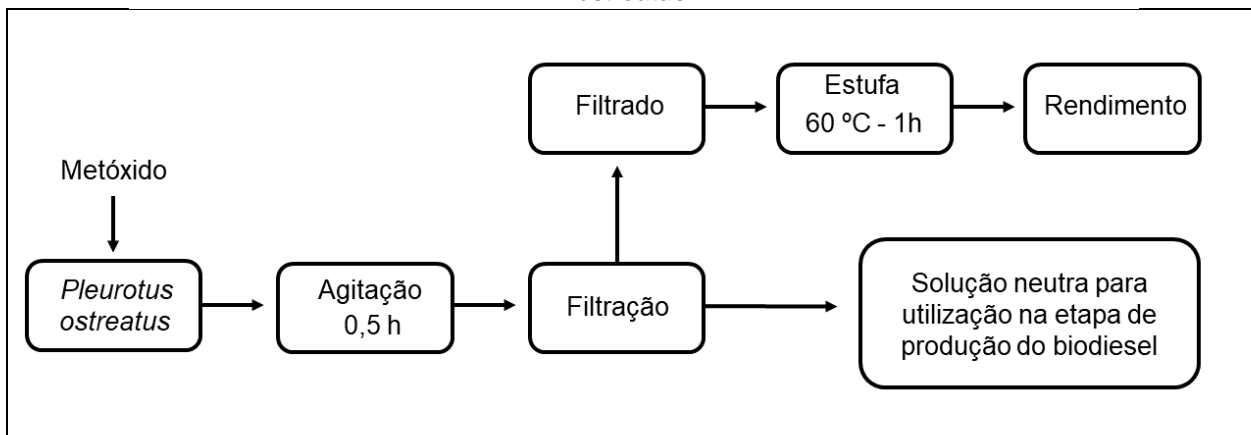 Filtrado
Estufa
60 ºC - 1h
Rendimento
Metóxido
Pleurotus
ostreatus
Agitação
0,5 h
Filtração
Solução neutra para
utilização na etapa de
produção do biodiesel